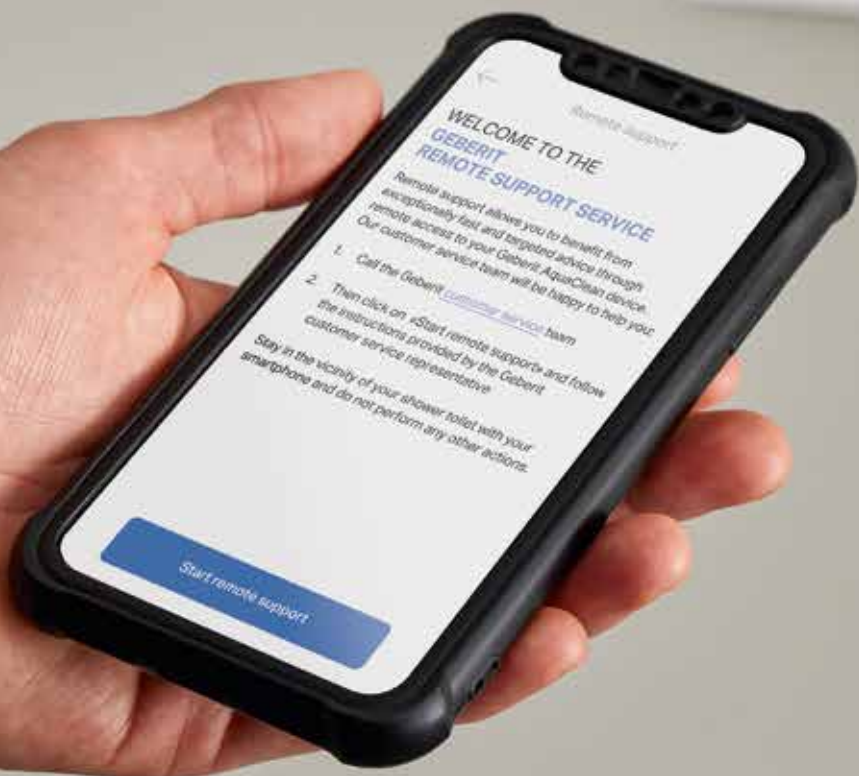 Remote support
WELCOME TO THE
GEBERIT
REMOTE SUPPORT SERVICE
Remote support allows you to benefit from
exceptionally fast and targeted advice through
remote access to your Geberit AquaClean device.
Our customer service team will be happy to help you.
1. Call the Geberit customer service team
2. Then click on «Start remote support» and follow
the instructions provided by the Geberit
customer service representative
Stay in the vicinity of your shower toilet with your
smartphone and do not perform any other actions.
Start remote support